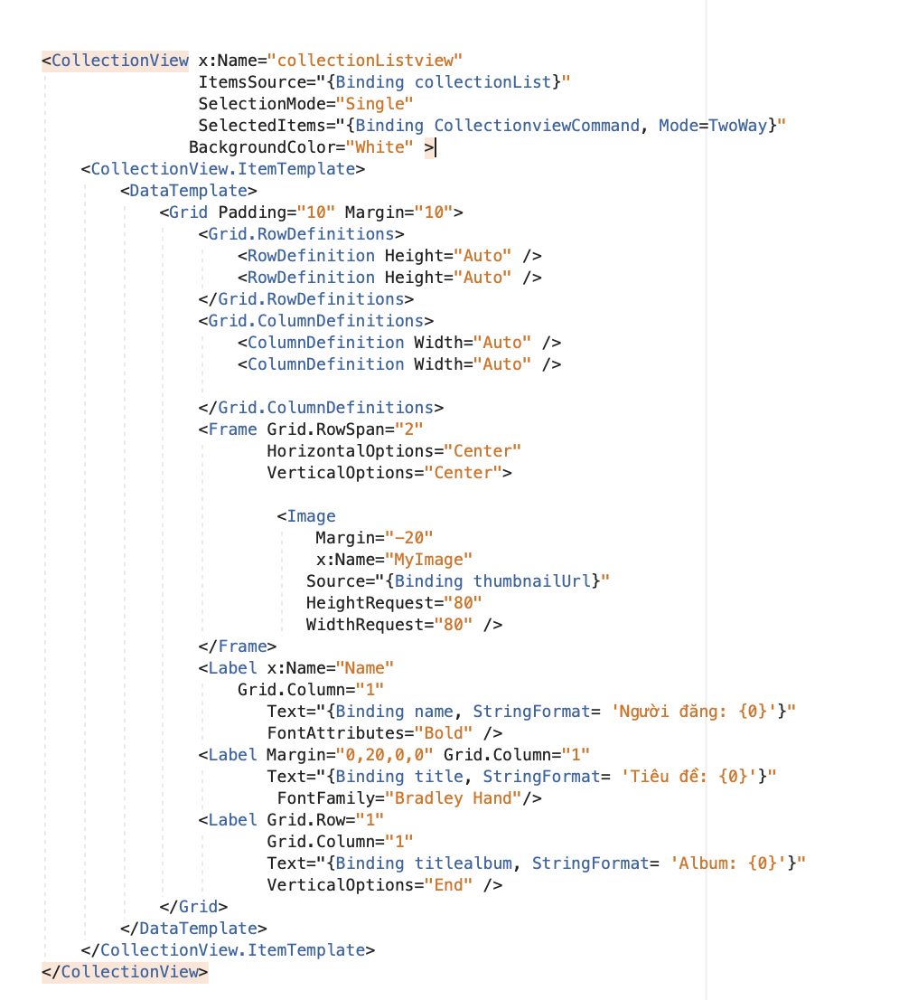 <CollectionView x:Name="collectionListview"
ItemsSource="{Binding collectionList}"
SelectionMode="Single"
SelectedItems="{Binding CollectionviewCommand, Mode=TwoWay}"
BackgroundColor="White" >
<CollectionView.ItemTemplate>
<DataTemplate>
<Grid Padding="10" Margin="10">
<Grid.RowDefinitions>
<RowDefinition Height="Auto" />
<RowDefinition Height="Auto" />
</Grid.RowDefinitions>
<Grid.ColumnDefinitions>
<ColumnDefinition Width="Auto" />
<ColumnDefinition Width="Auto" />
</Grid.ColumnDefinitions>
<Frame Grid.RowSpan="2"
HorizontalOptions="Center"
VerticalOptions="Center">
<Image
Margin="-20"
x:Name="MyImage"
Source="{Binding thumbnailUrl}"
HeightRequest="80"
WidthRequest="80" />
</Frame>
<Label x:Name="Name"
Grid.Column="1"
Text="{Binding name, StringFormat= 'Người đăng: {0}'}"
FontAttributes="Bold" />
<Label Margin="0,20,0,0" Grid.Column="1"
Text="{Binding title, StringFormat= 'Tiêu đề: {0}'}"
FontFamily="Bradley Hand"/>
<Label Grid.Row="1"
Grid.Column="1"
Text="{Binding titlealbum, StringFormat= 'Album: {0}'}"
VerticalOptions="End" />
</Grid>
</DataTemplate>
</CollectionView.ItemTemplate>
</CollectionView>